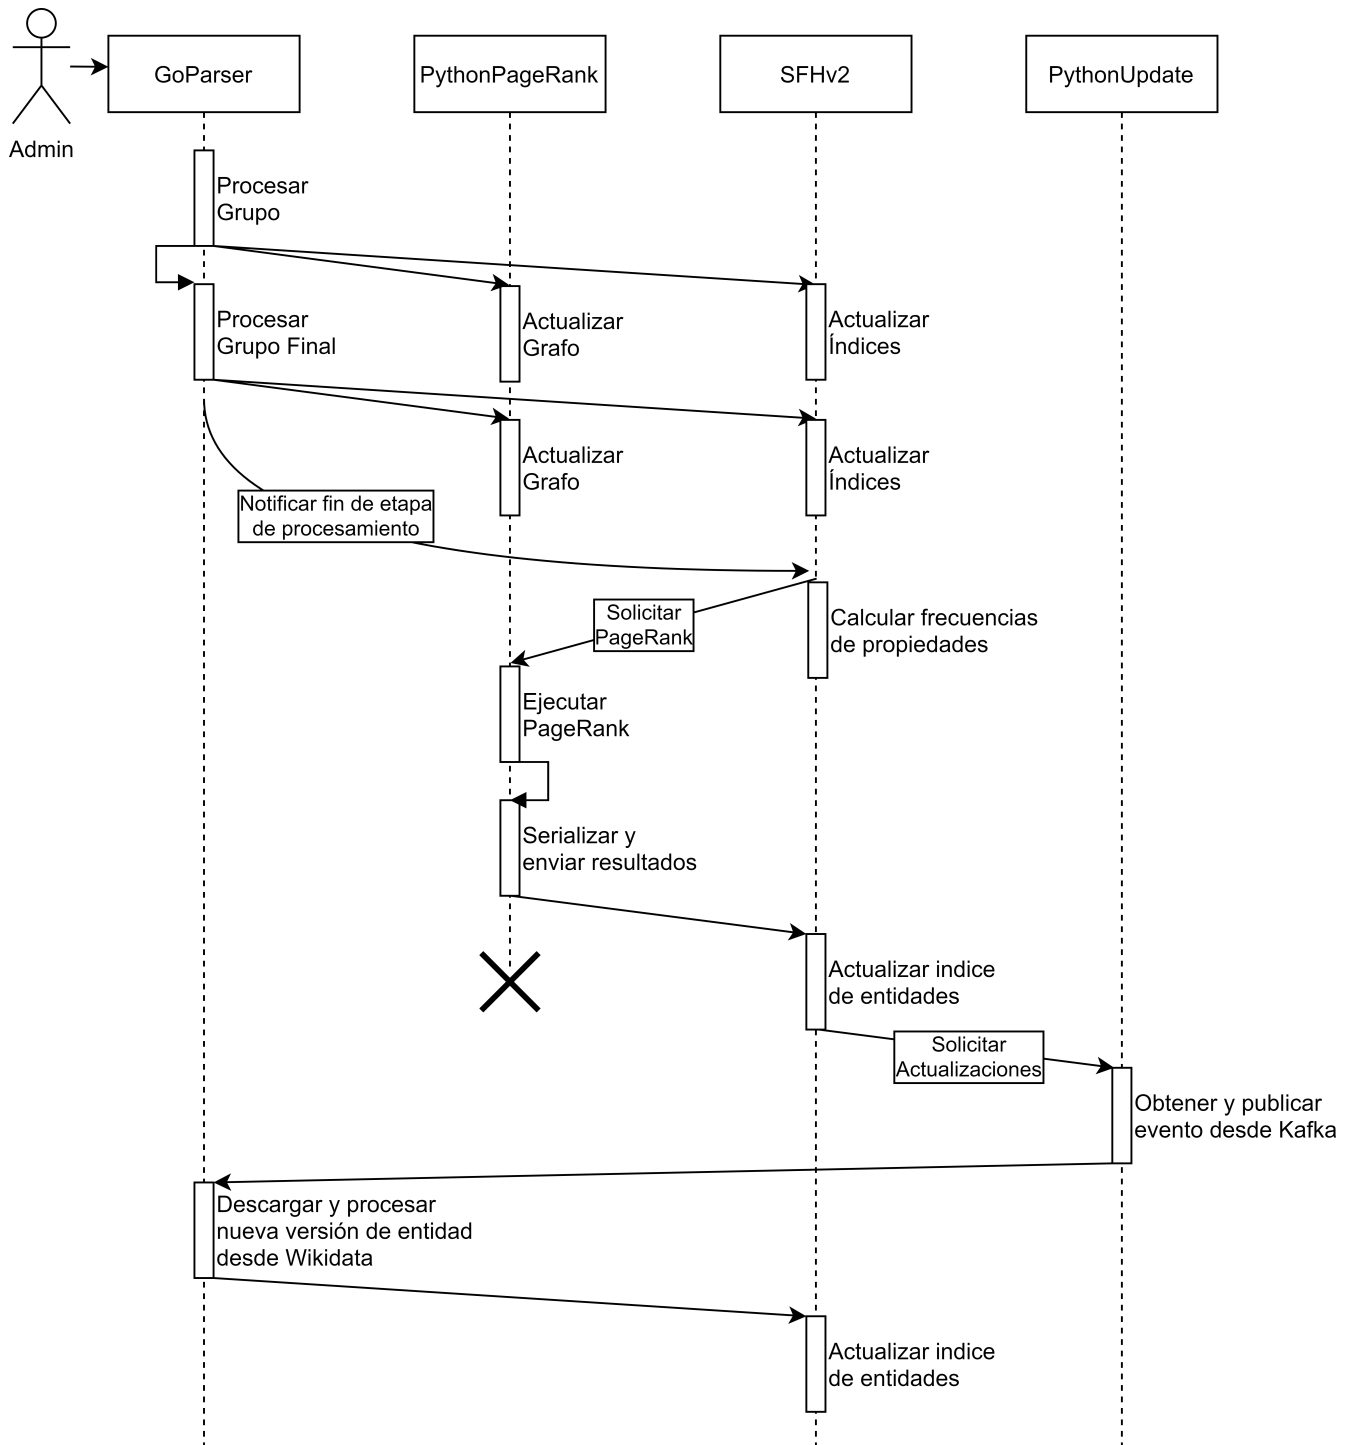 GoParser
PythonPageRank
SFHv2
PythonUpdate
Admin
Procesar
Grupo
Procesar
Grupo Final
Actualizar
Grafo
Actualizar
Índices
Actualizar
Grafo
Actualizar
Índices
Notificar fin de etapa
de procesamiento
Solicitar
PageRank
Calcular frecuencias
de propiedades
Ejecutar
PageRank
Serializar y
enviar resultados
Actualizar indice
de entidades
Solicitar
Actualizaciones
Obtener y publicar
evento desde Kafka
Descargar y procesar
nueva versión de entidad
desde Wikidata
Actualizar indice
de entidades